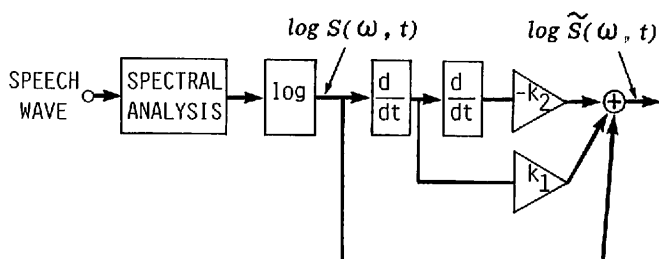 log S(ω, t)
log S̃(ω, t)
SPEECH
WAVE
SPECTRAL
ANALYSIS
log
d
dt
d
dt
-k2
+
k1